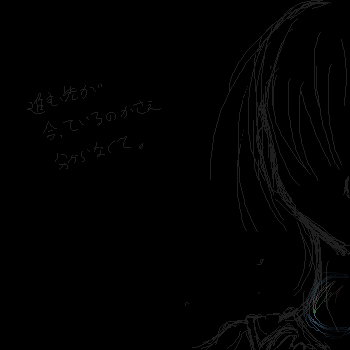 進む先が
合っているのかさえ
分からなくて。